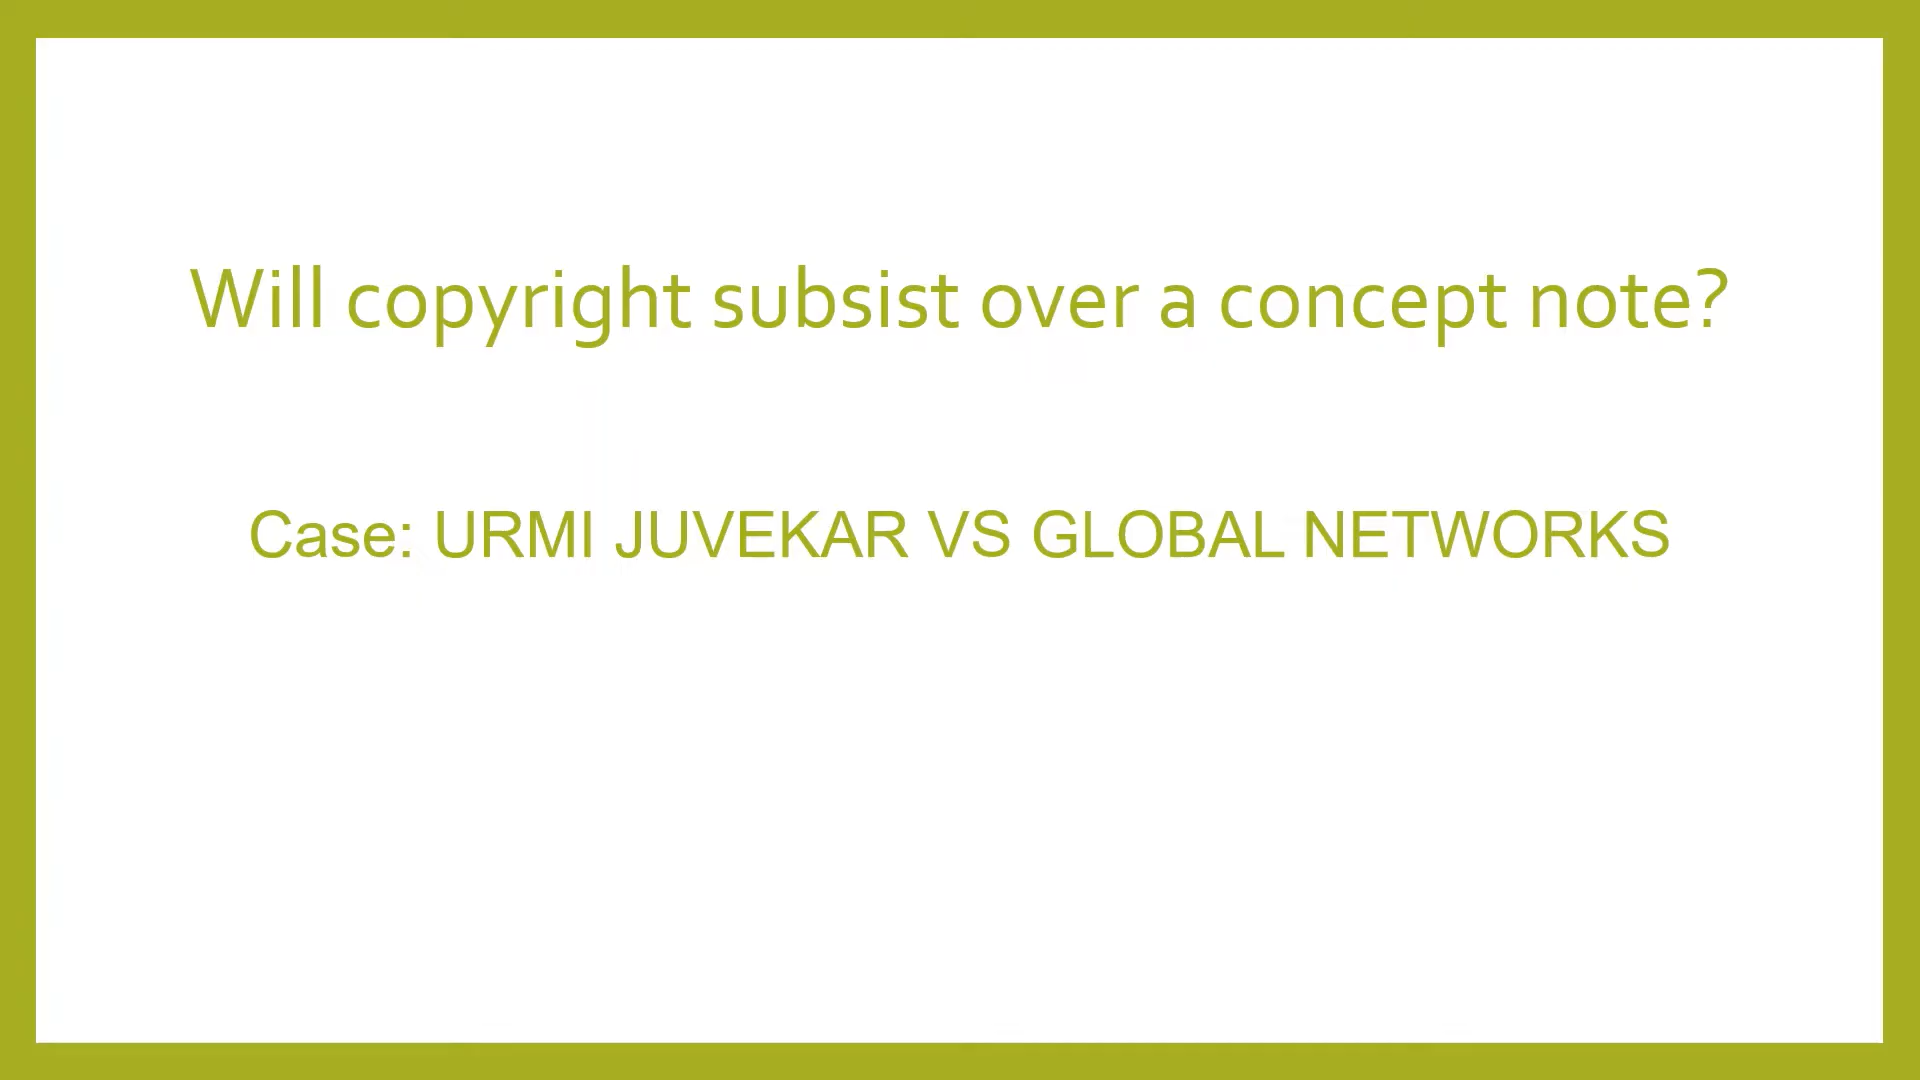 Will copyright subsist over a concept note?
Case: URMI JUVEKAR VS GLOBAL NETWORKS